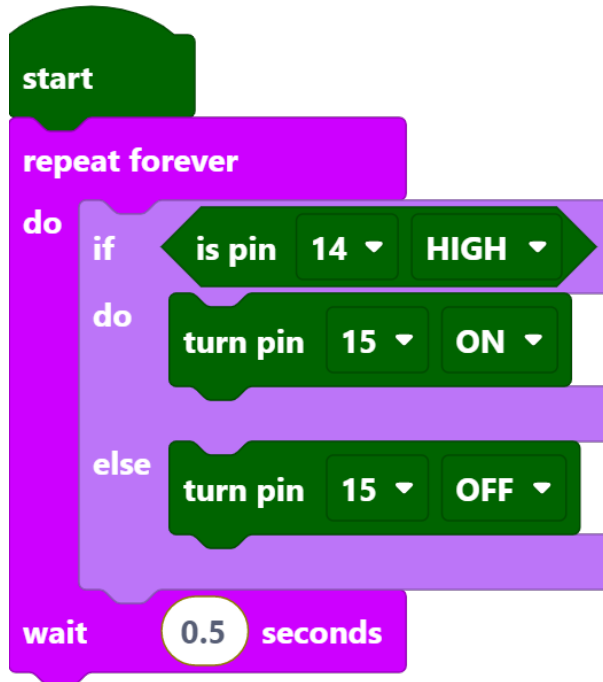 start
repeat forever
do
if is pin 14 HIGH
do
turn pin 15 ON
else
turn pin 15 OFF
wait 0.5 seconds